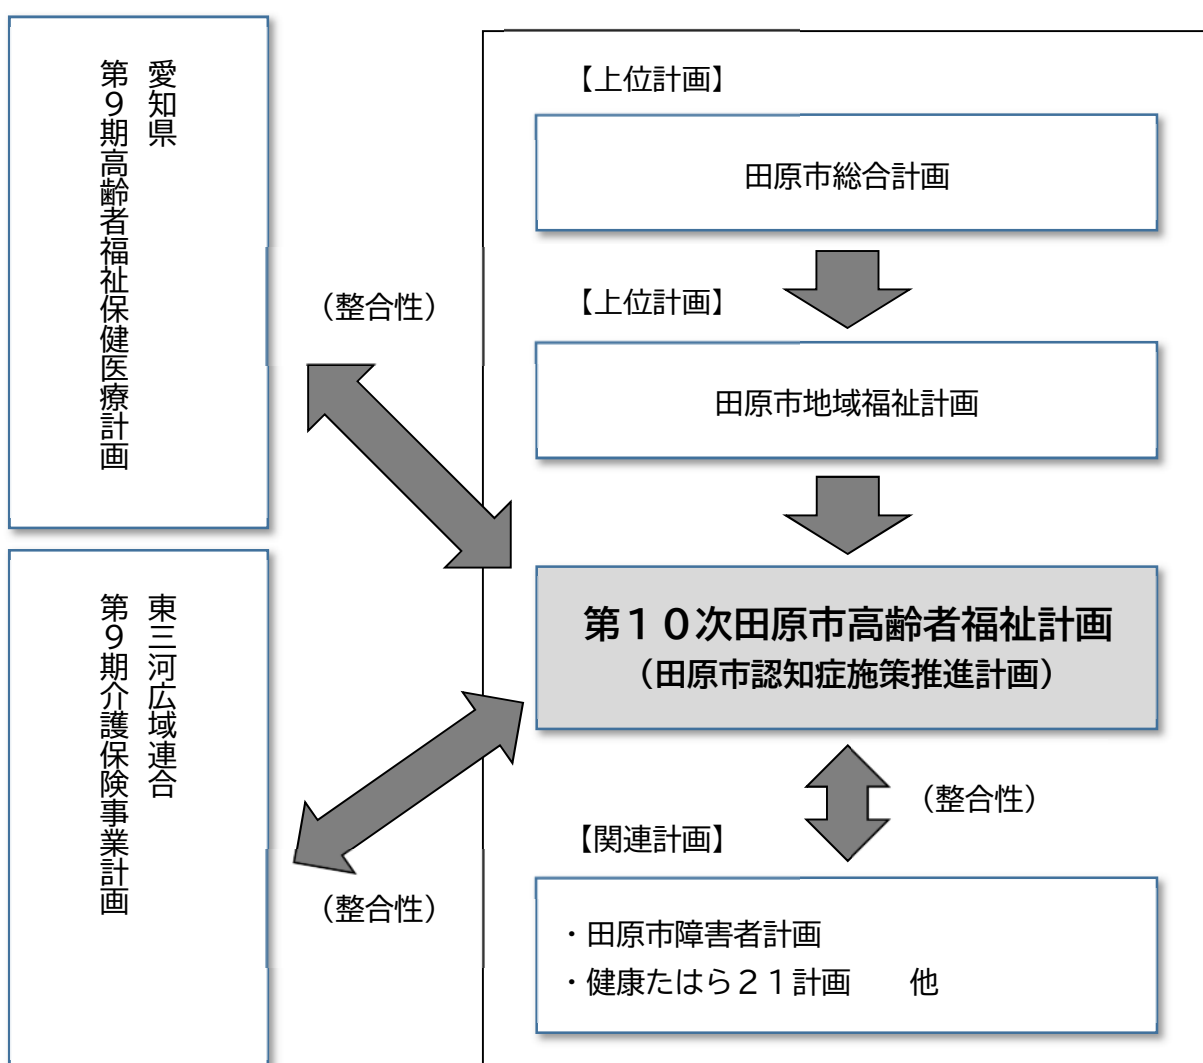 愛知県
第９期高齢者福祉保健医療計画
東三河広域連合
第９期介護保険事業計画
（整合性）
（整合性）
【上位計画】
田原市総合計画
【上位計画】
田原市地域福祉計画
第１０次田原市高齢者福祉計画
（田原市認知症施策推進計画）
（整合性）
【関連計画】
・田原市障害者計画
・健康たはら２１計画　　他